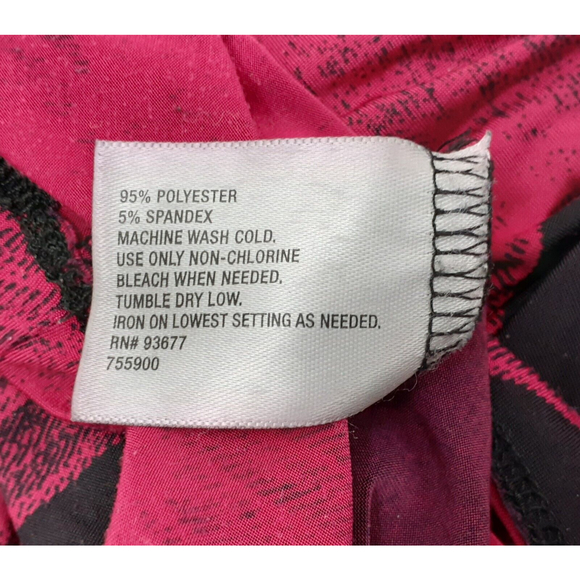 95% POLYESTER
5% SPANDEX
MACHINE WASH COLD.
USE ONLY NON-CHLORINE
BLEACH WHEN NEEDED.
TUMBLE DRY LOW.
IRON ON LOWEST SETTING AS NEEDED.
RN# 93677
755900